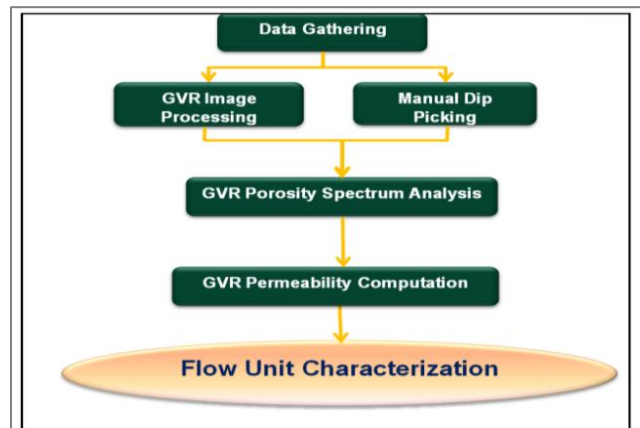 Data Gathering
GVR Image
Processing
Manual Dip
Picking
GVR Porosity Spectrum Analysis
GVR Permeability Computation
Flow Unit Characterization